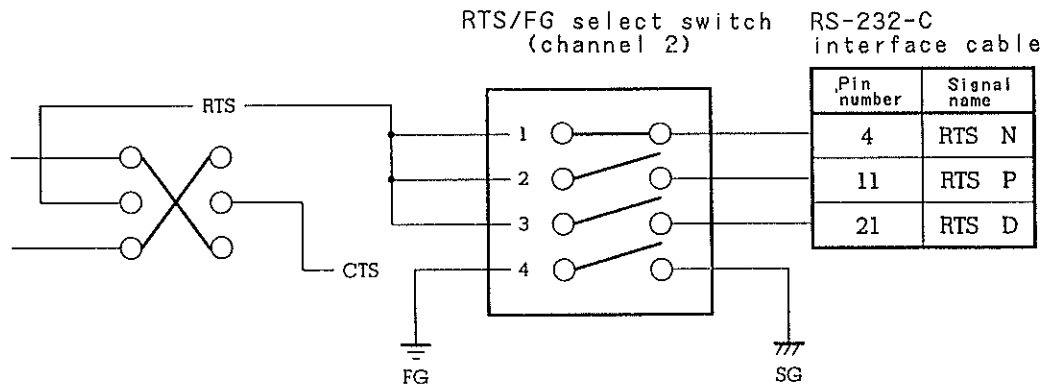 RTS/FG select switch
(channel 2)
RS-232-C
interface cable
Pin number
Signal name
4 RTS N
11 RTS P
21 RTS D
RTS
1
2
3
4
CTS
FG
SG